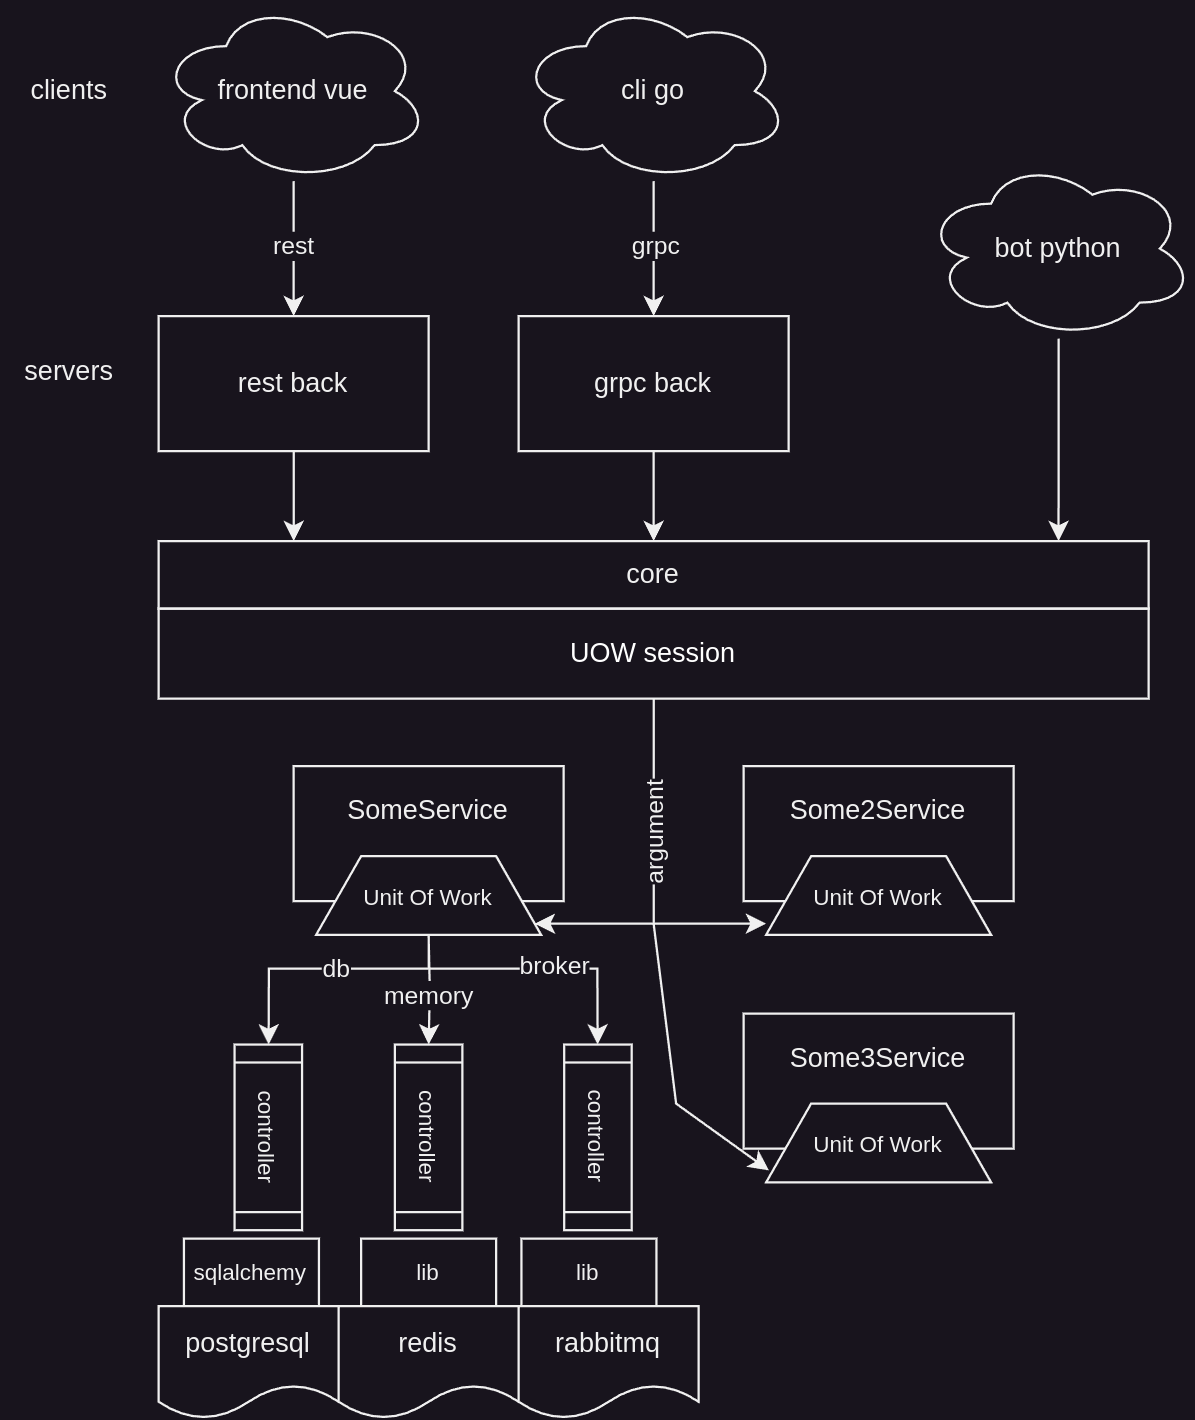 clients
frontend vue
cli go
rest
grpc
bot python
servers
rest back
grpc back
core
UOW session
argument
SomeService
Unit Of Work
Some2Service
Unit Of Work
db
broker
memory
Some3Service
Unit Of Work
controller
controller
controller
sqlalchemy
lib
lib
postgresql
redis
rabbitmq